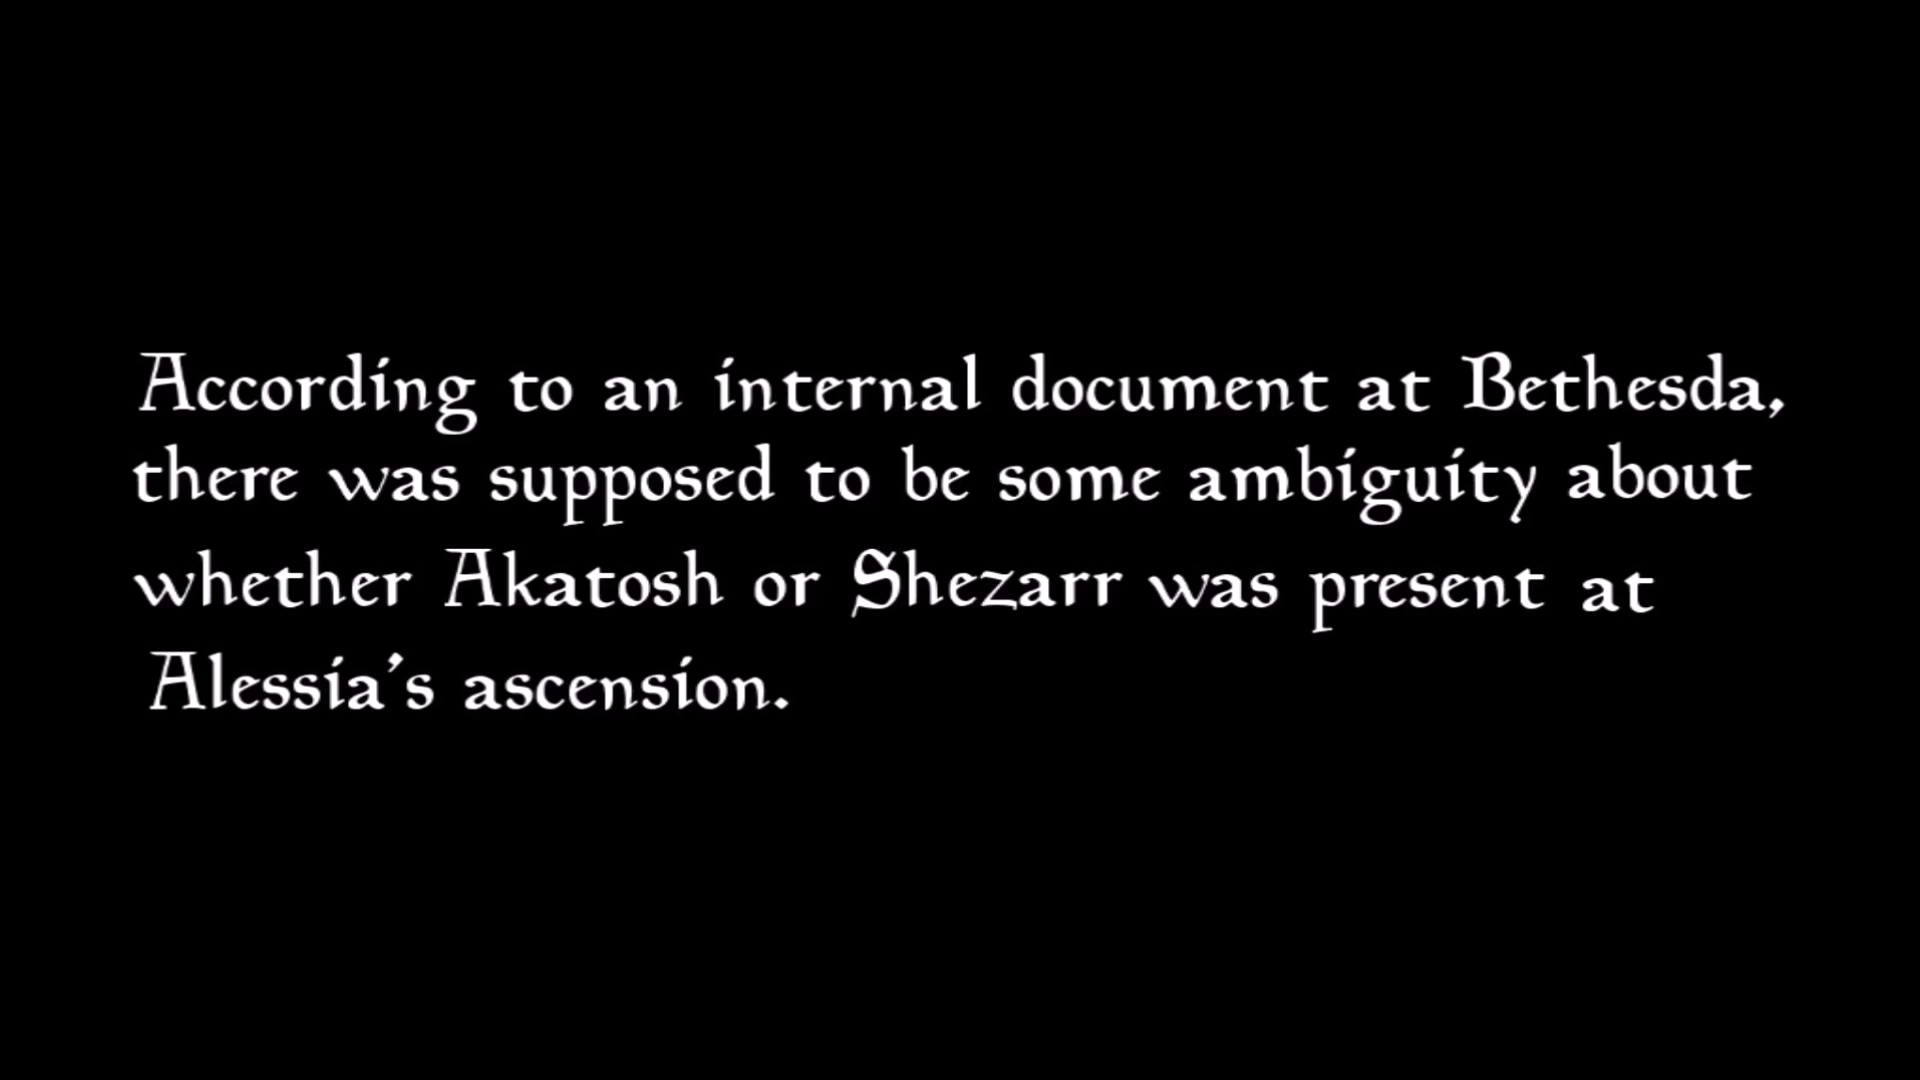 According to an internal document at Bethesda,
there was supposed to be some ambiguity about
whether Akatosh or Shezarr was present at
Alessia's ascension.